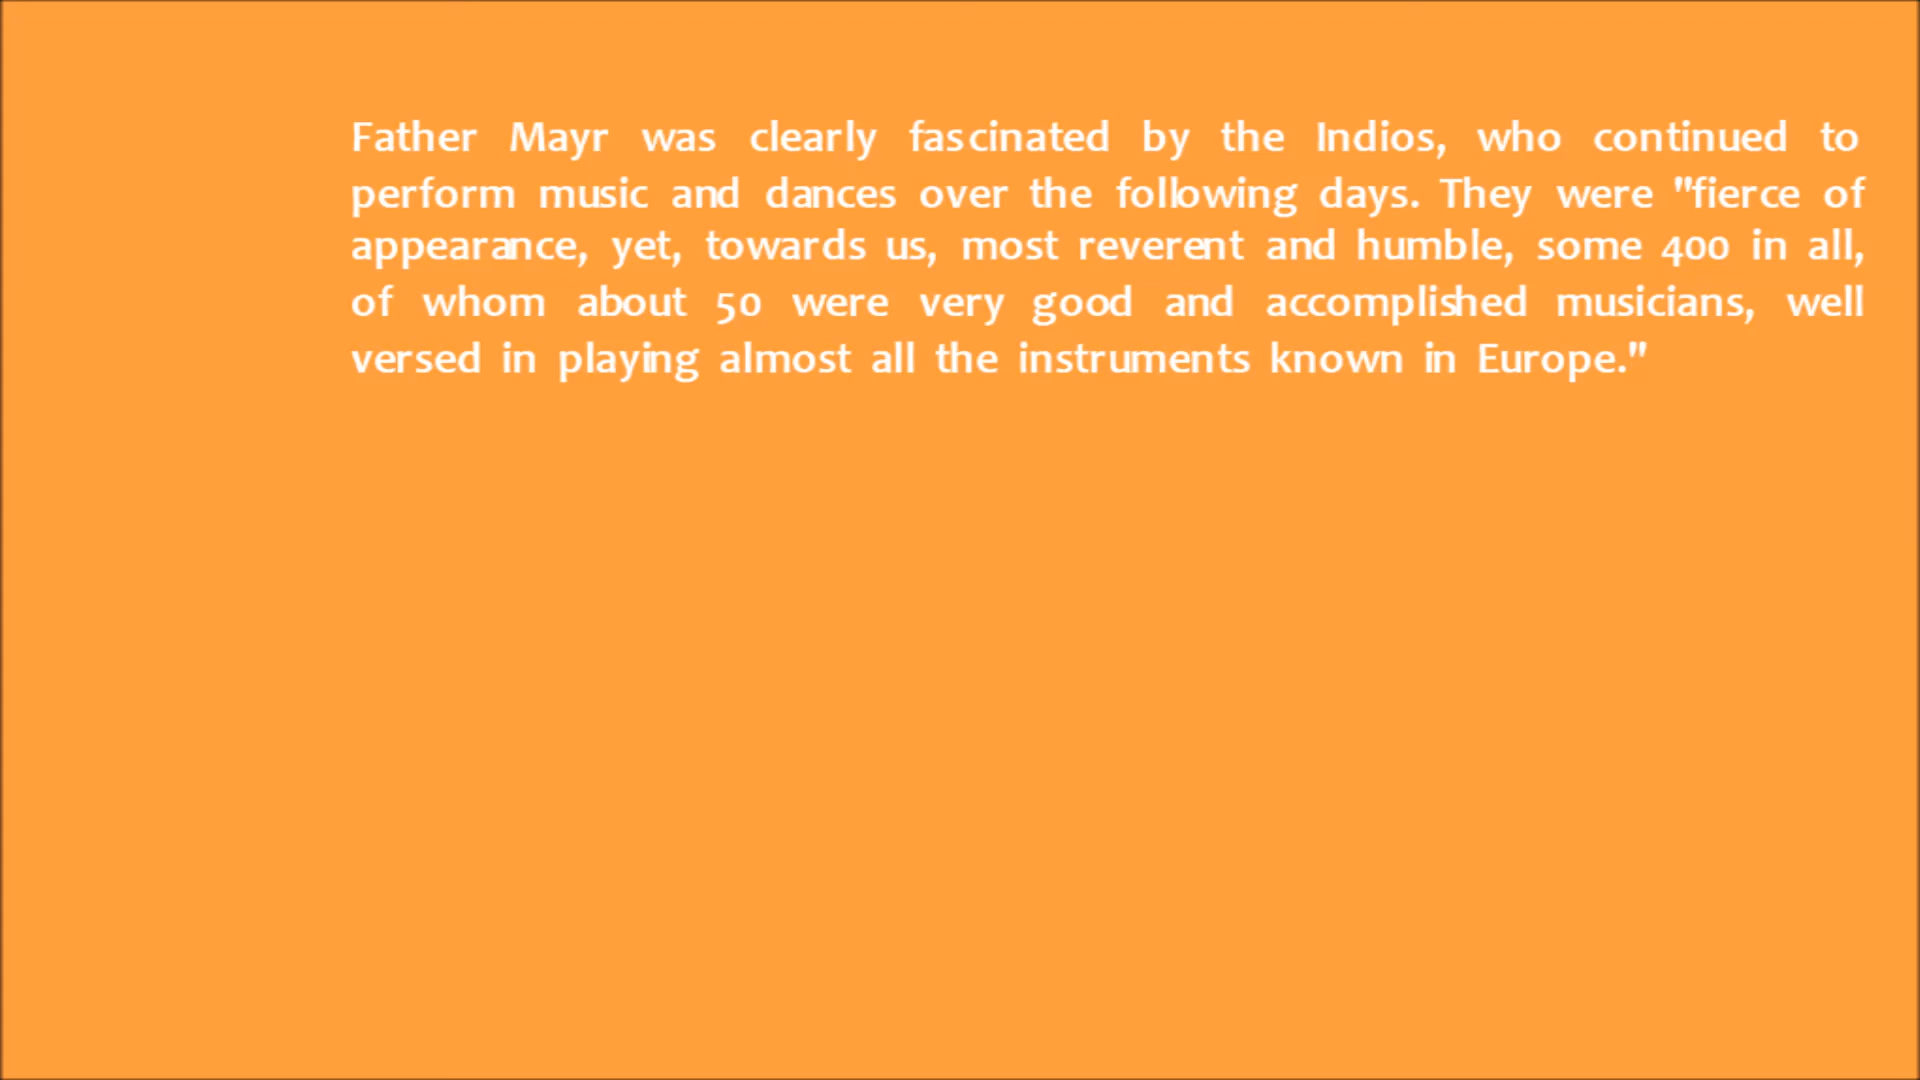 Father Mayr was clearly fascinated by the Indios, who continued to
perform music and dances over the following days. They were "fierce of
appearance, yet, towards us, most reverent and humble, some 400 in all,
of whom about 50 were very good and accomplished musicians, well
versed in playing almost all the instruments known in Europe."